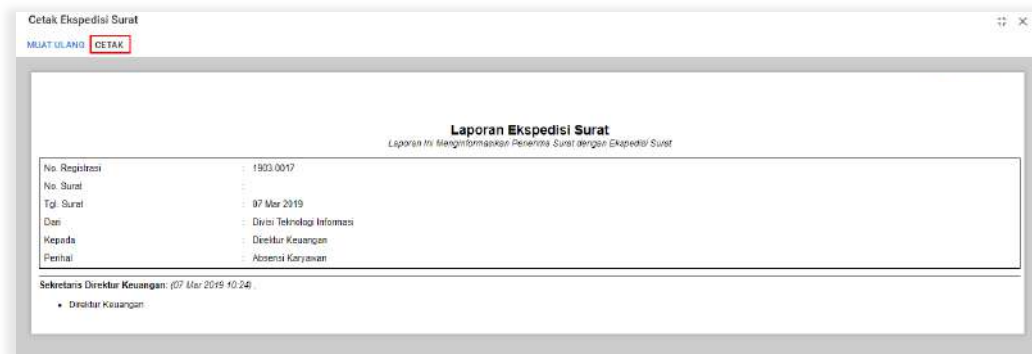 Cetak Ekspedisi Surat
MUAT ULANG CETAK
Laporan Ekspedisi Surat
Laporan Ini Menginformasikan Penerima Surat dengan Ekspedisi Surat
No. Registrasi : 1903.0017
No. Surat :
Tgl. Surat : 07 Mar 2019
Dari : Divisi Teknologi Informasi
Kepada : Direktur Keuangan
Perihal : Absensi Karyawan
Sekretaris Direktur Keuangan: (07 Mar 2019 10:24) .
• Direktur Keuangan